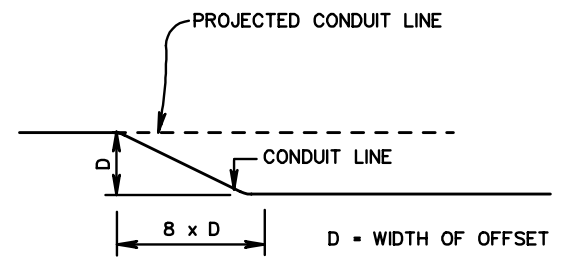 PROJECTED CONDUIT LINE
D
CONDUIT LINE
8 x D
D = WIDTH OF OFFSET